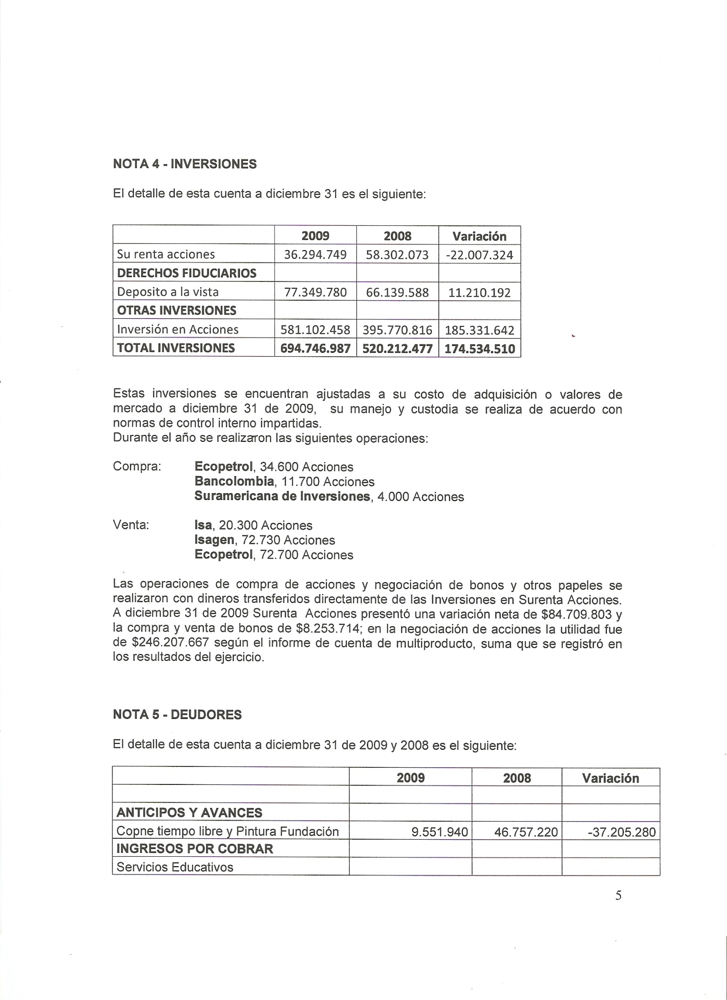 NOTA 4 - INVERSIONES
El detalle de esta cuenta a diciembre 31 es el siguiente:
2009 2008 Variación
Su renta acciones 36.294.749 58.302.073 -22.007.324
DERECHOS FIDUCIARIOS
Deposito a la vista 77.349.780 66.139.588 11.210.192
OTRAS INVERSIONES
Inversión en Acciones 581.102.458 395.770.816 185.331.642
TOTAL INVERSIONES 694.746.987 520.212.477 174.534.510
Estas inversiones se encuentran ajustadas a su costo de adquisición o valores de
mercado a diciembre 31 de 2009, su manejo y custodia se realiza de acuerdo con
normas de control interno impartidas.
Durante el año se realizaron las siguientes operaciones:
Compra: Ecopetrol, 34.600 Acciones
Bancolombia, 11.700 Acciones
Suramericana de Inversiones, 4.000 Acciones
Venta: Isa, 20.300 Acciones
Isagen, 72.730 Acciones
Ecopetrol, 72.700 Acciones
Las operaciones de compra de acciones y negociación de bonos y otros papeles se
realizaron con dineros transferidos directamente de las Inversiones en Surenta Acciones.
A diciembre 31 de 2009 Surenta Acciones presentó una variación neta de $84.709.803 y
la compra y venta de bonos de $8.253.714; en la negociación de acciones la utilidad fue
de $246.207.667 según el informe de cuenta de multiproducto, suma que se registró en
los resultados del ejercicio.
NOTA 5 - DEUDORES
El detalle de esta cuenta a diciembre 31 de 2009 y 2008 es el siguiente:
2009 2008 Variación
ANTICIPOS Y AVANCES
Copne tiempo libre y Pintura Fundación 9.551.940 46.757.220 -37.205.280
INGRESOS POR COBRAR
Servicios Educativos
5